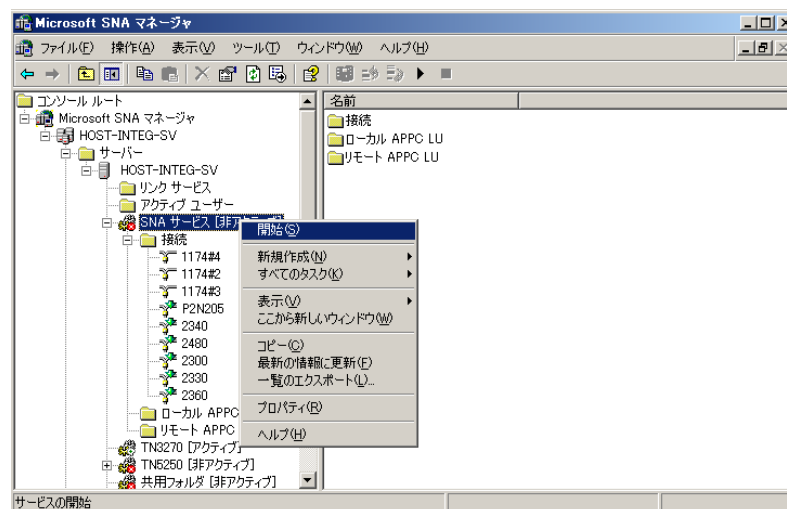 Microsoft SNA マネージャ
ファイル(F) 操作(A) 表示(V) ツール(T) ウィンドウ(W) ヘルプ(H)
コンソール ルート
Microsoft SNA マネージャ
HOST-INTEG-SV
サーバー
HOST-INTEG-SV
リンク サービス
アクティブ ユーザー
SNA サービス [非アクティブ]
接続
1174#4
1174#2
1174#3
P2N205
2340
2480
2300
2330
2360
ローカル APPC
リモート APPC
TN3270 [アクティブ]
TN5250 [非アクティブ]
共用フォルダ [非アクティブ]
名前
接続
ローカル APPC LU
リモート APPC LU
開始(S)
新規作成(N)
すべてのタスク(K)
表示(V)
ここから新しいウィンドウ(W)
コピー(C)
最新の情報に更新(F)
一覧のエクスポート(L)...
プロパティ(R)
ヘルプ(H)
サービスの開始